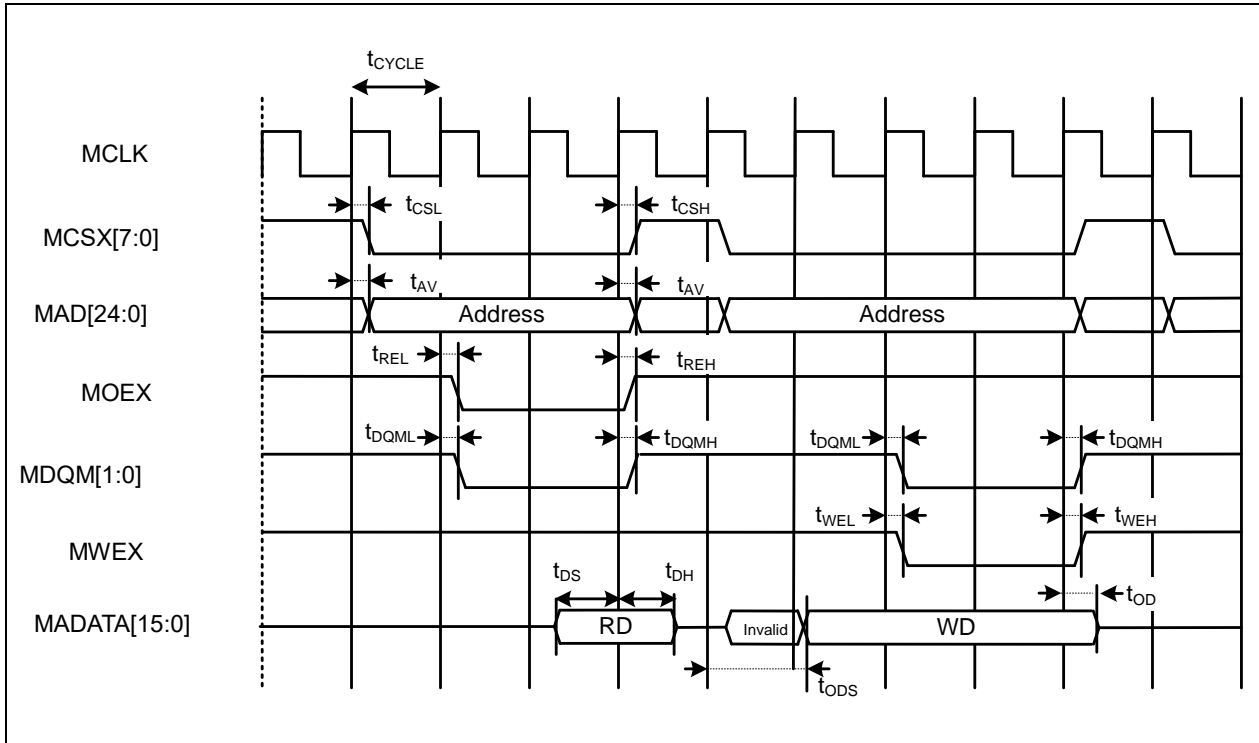 tCYCLE
MCLK
tCSL
tCSH
MCSX[7:0]
tAV
tAV
MAD[24:0]
Address
Address
tREL
tREH
MOEX
tDQML
tDQMH
tDQML
tDQMH
MDQM[1:0]
tWEL
tWEH
MWEX
tDS
tDH
tOD
MADATA[15:0]
RD
Invalid
WD
tODS